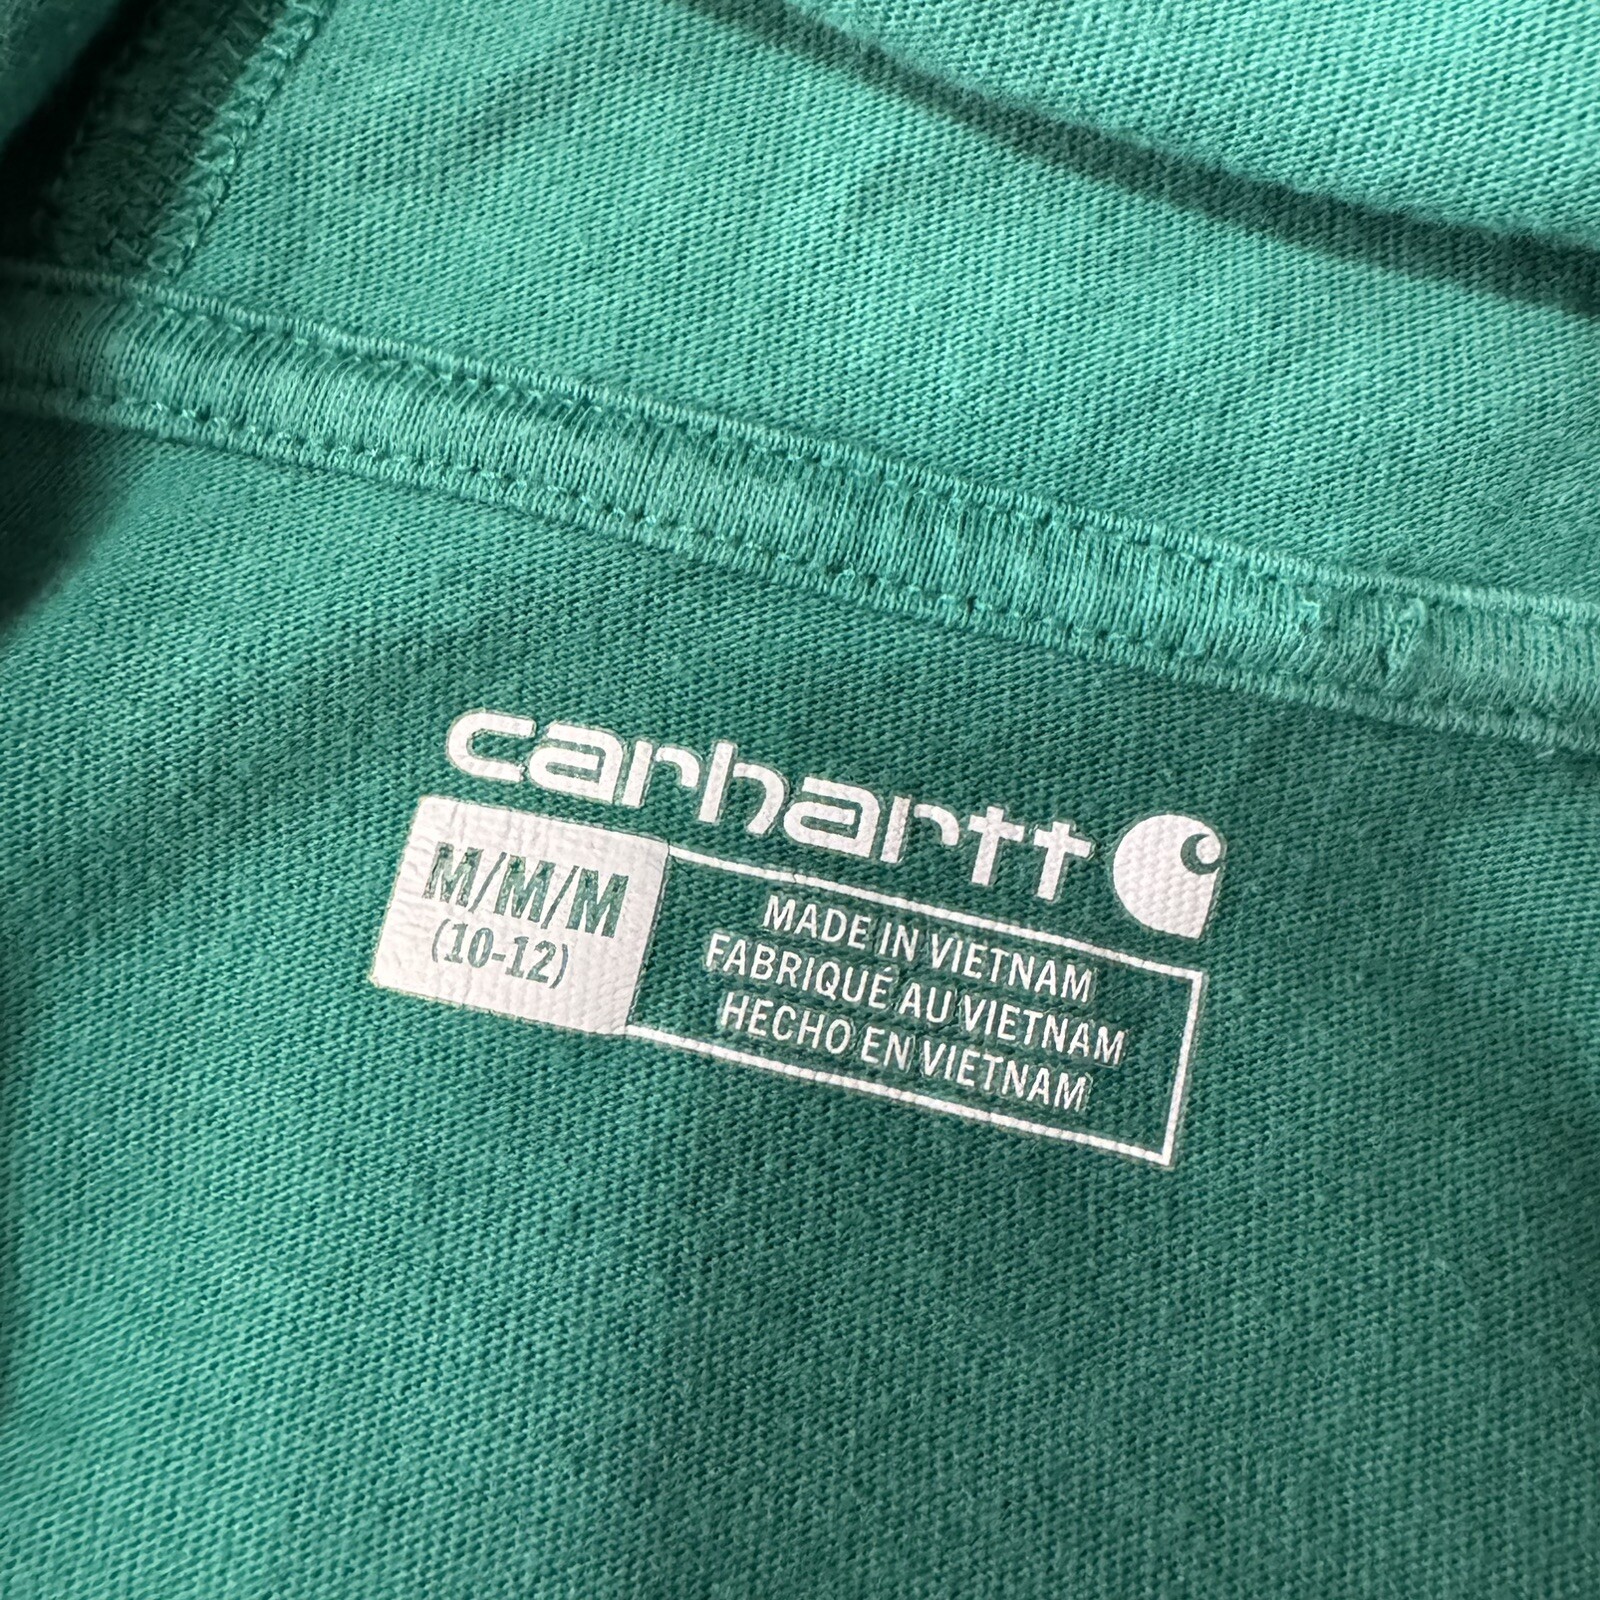 carhartt
M/M/M
(10-12)
MADE IN VIETNAM
FABRIQUÉ AU VIETNAM
HECHO EN VIETNAM